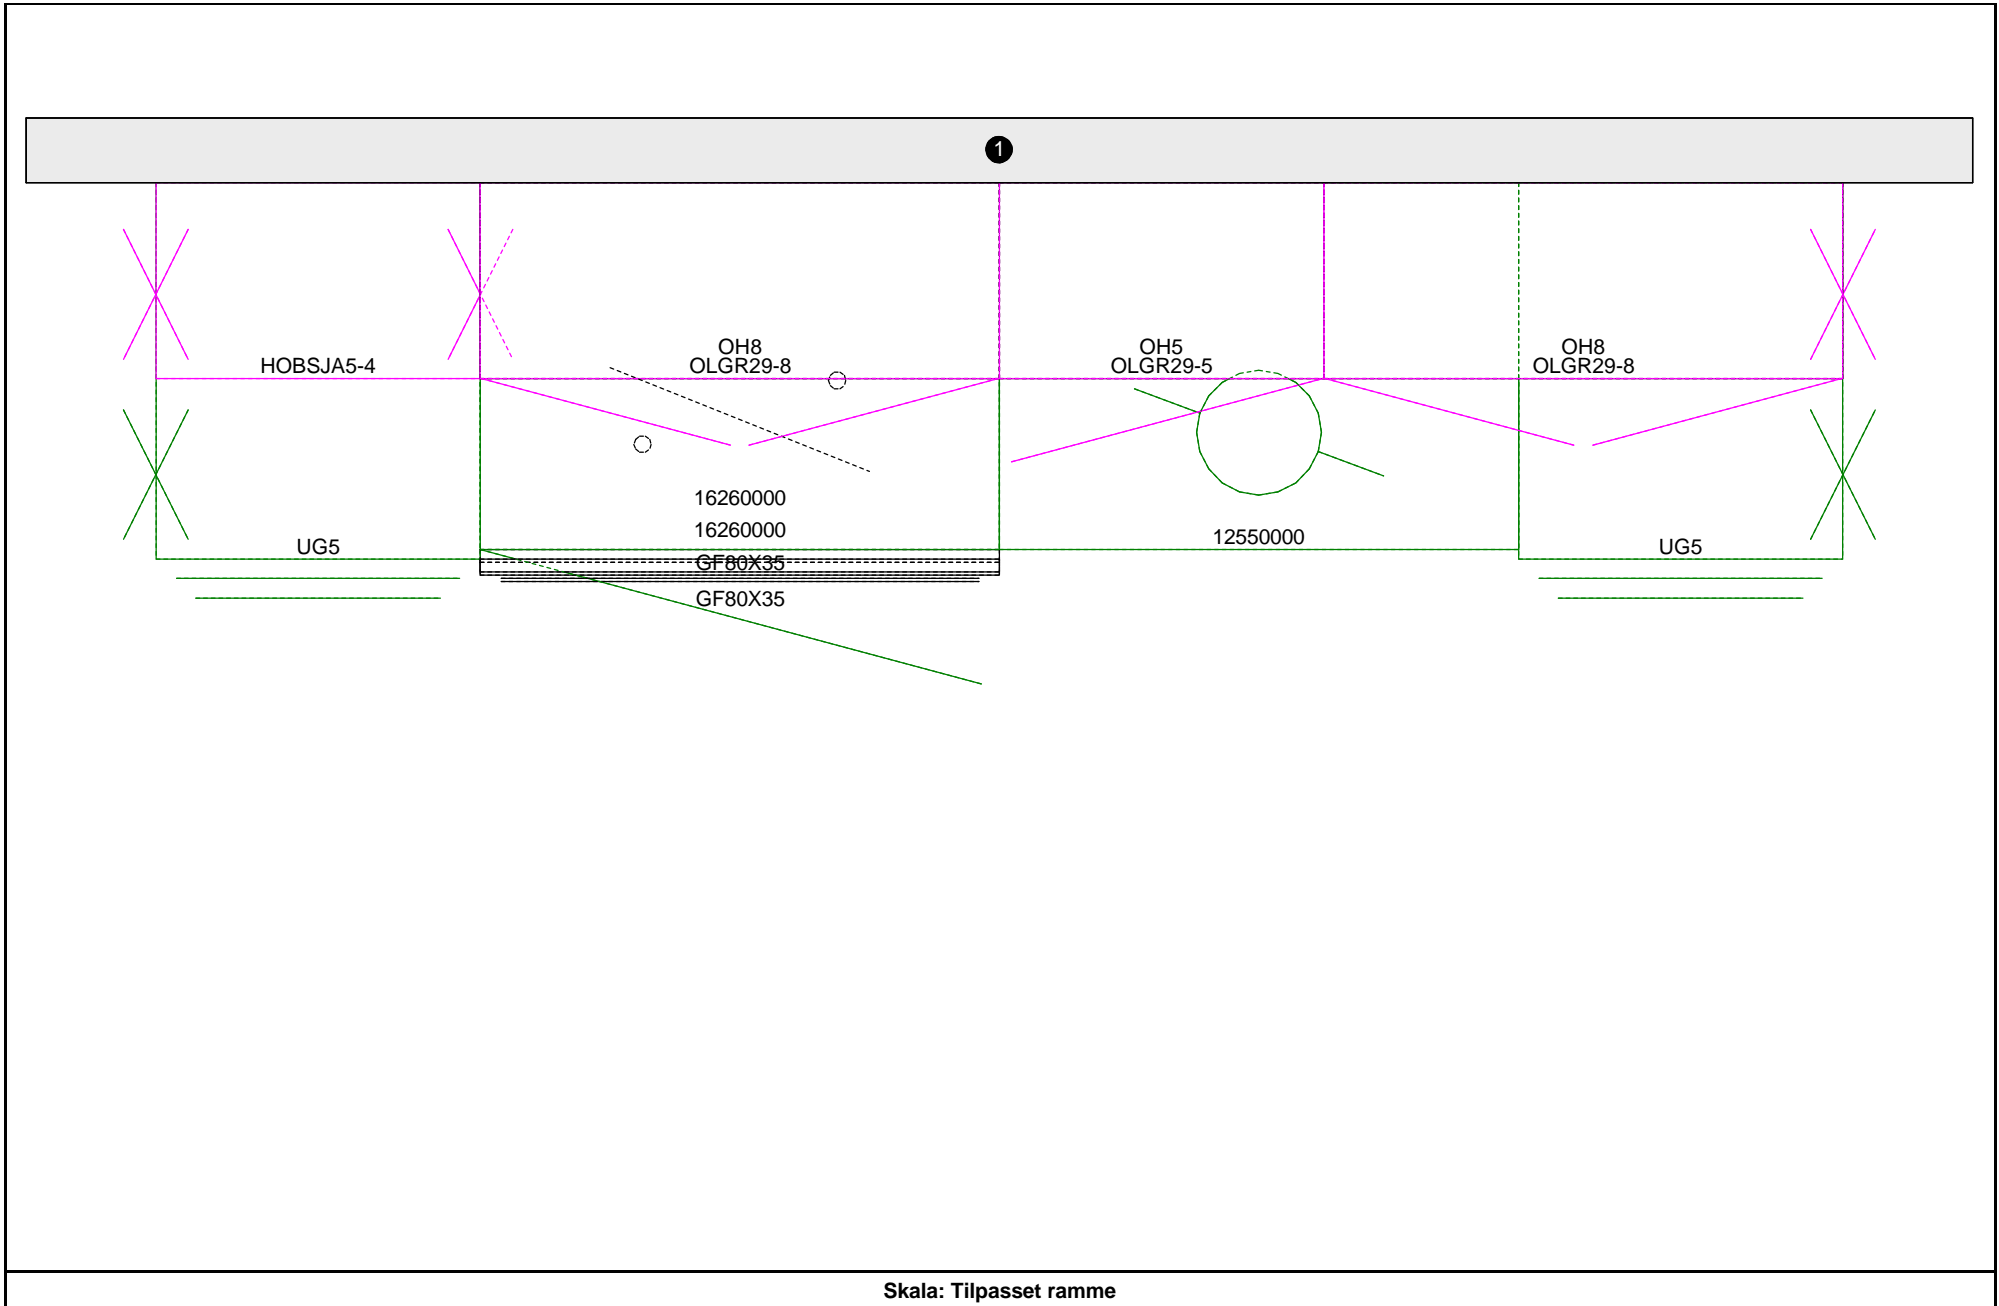 1
OH8
OLGR29-8
OH5
OLGR29-5
OH8
OLGR29-8
HOBSJA5-4
16260000
16260000
12550000
UG5
UG5
GF80X35
GF80X35
Skala: Tilpasset ramme